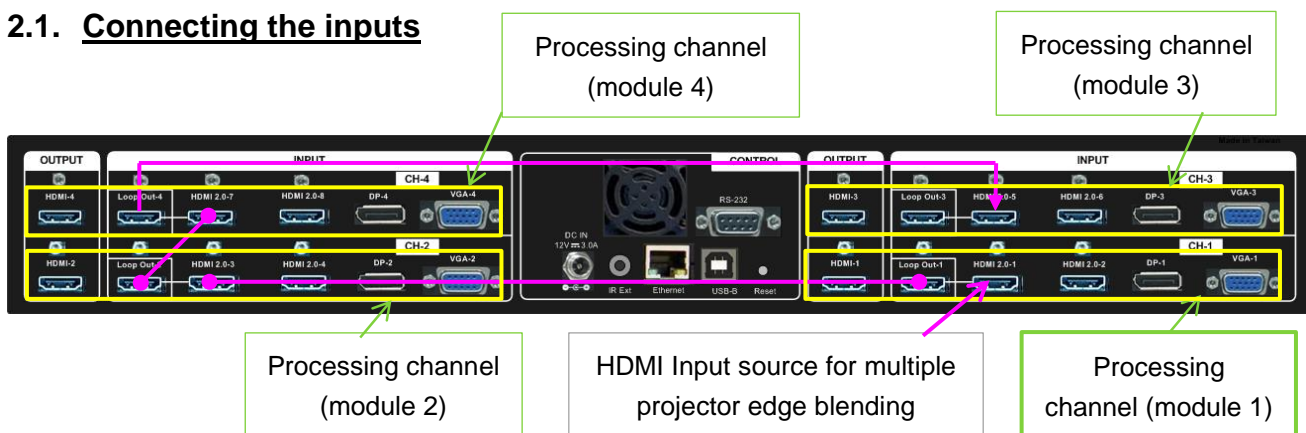 2.1. Connecting the inputs
Processing channel
(module 4)
Processing channel
(module 3)
Made in Taiwan
OUTPUT INPUT CONTROL OUTPUT INPUT
CH-4 CH-3
HDMI-4 Loop Out-4 HDMI 2.0-7 HDMI 2.0-8 DP-4 VGA-4
RS-232
HDMI-3 Loop Out-3 HDMI 2.0-5 HDMI 2.0-6 DP-3 VGA-3
DC IN
12V 3.0A
CH-2 CH-1
HDMI-2 Loop Out-2 HDMI 2.0-3 HDMI 2.0-4 DP-2 VGA-2
HDMI-1 Loop Out-1 HDMI 2.0-1 HDMI 2.0-2 DP-1 VGA-1
IR Ext Ethernet USB-B Reset
Processing channel
(module 2)
HDMI Input source for multiple
projector edge blending
Processing
channel (module 1)